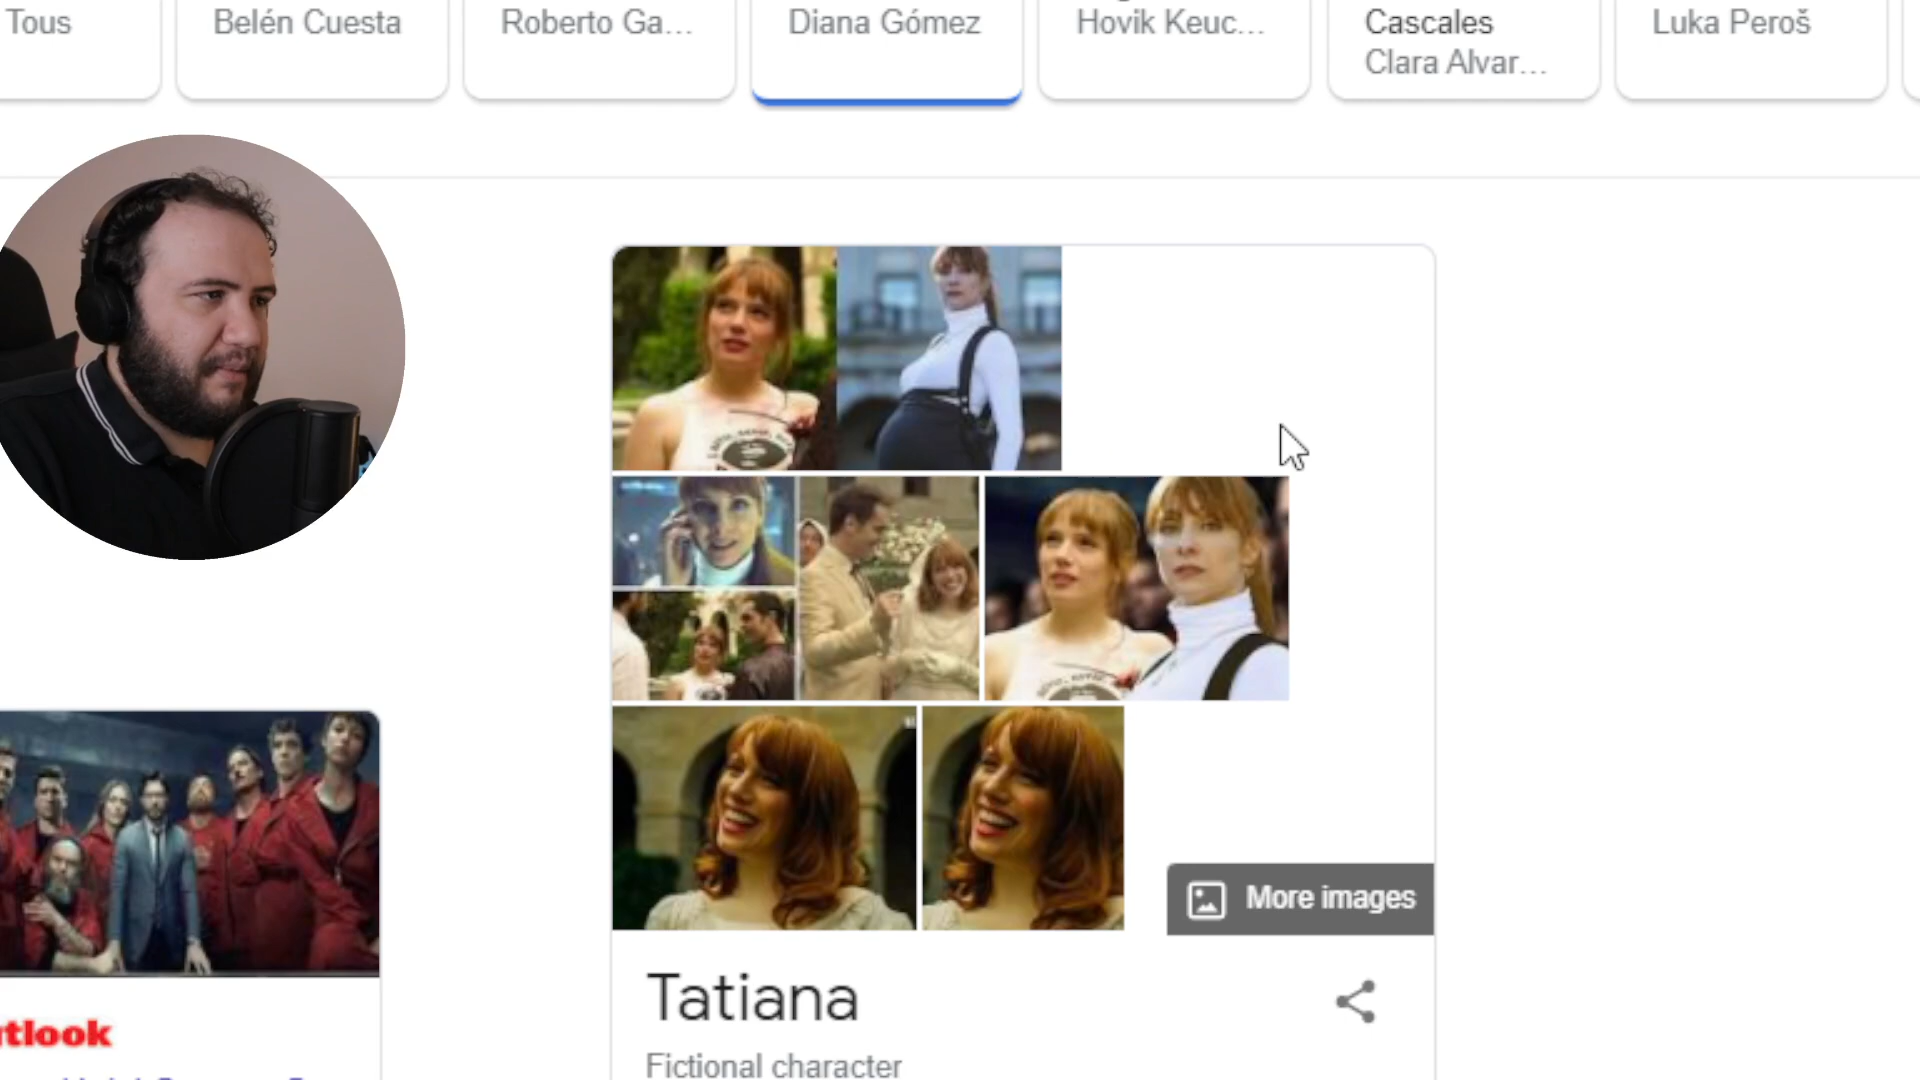 Tous
Belén Cuesta
Roberto Ga...
Diana Gómez
Hovik Keuc...
Cascales
Clara Alvar...
Luka Peroš
More images
Tatiana
Fictional character
tlook